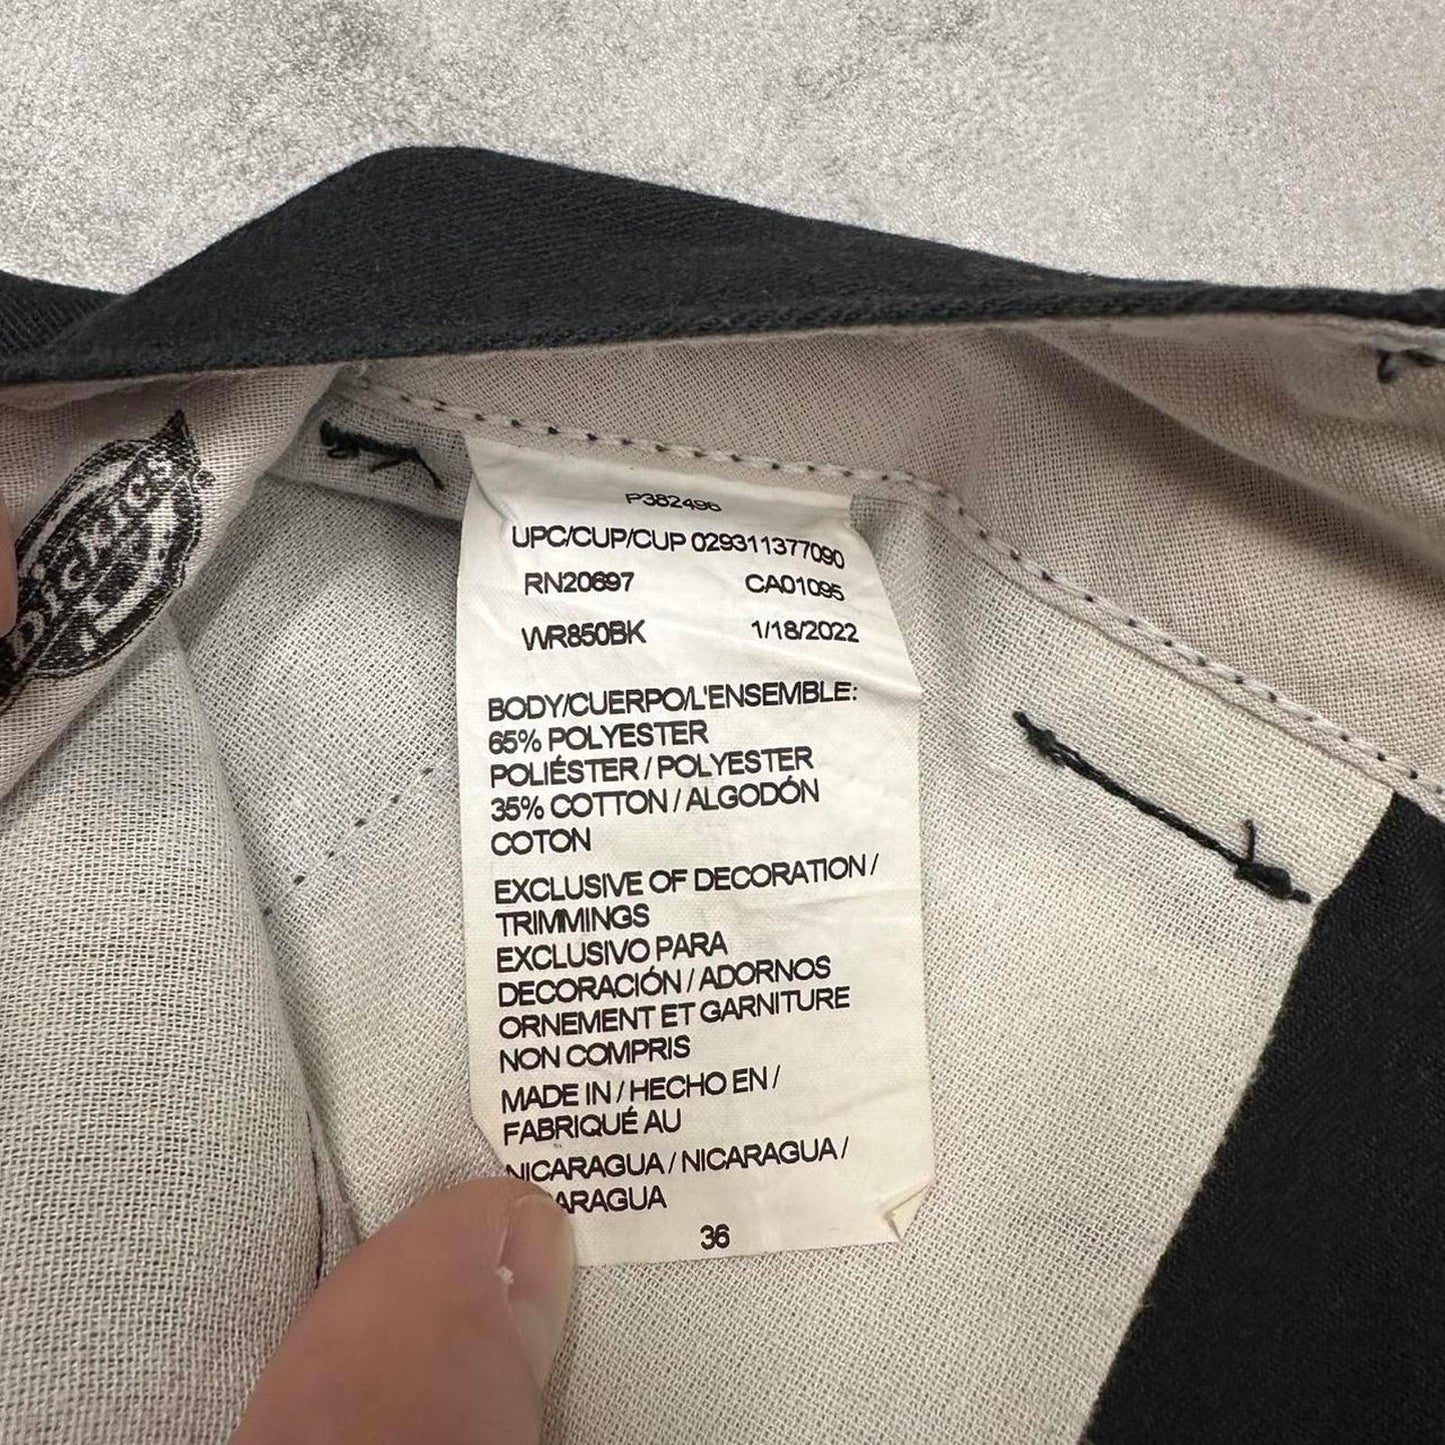 Dickies
P382496
UPC/CUP/CUP 029311377090
RN20697 CA01095
WR850BK 1/18/2022
BODY/CUERPO/L'ENSEMBLE:
65% POLYESTER
POLIÉSTER / POLYESTER
35% COTTON / ALGODÓN
COTON
EXCLUSIVE OF DECORATION /
TRIMMINGS
EXCLUSIVO PARA
DECORACIÓN / ADORNOS
ORNEMENT ET GARNITURE
NON COMPRIS
MADE IN / HECHO EN /
FABRIQUÉ AU
NICARAGUA / NICARAGUA /
ARAGUA
36